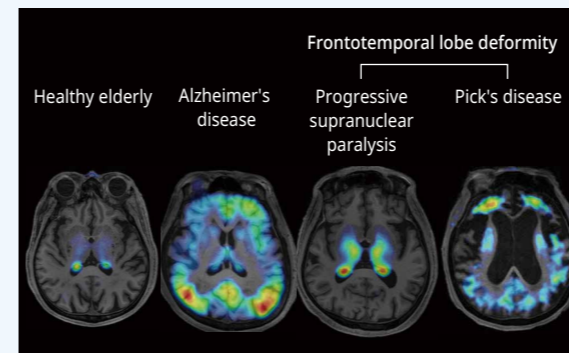 Frontotemporal lobe deformity
Healthy elderly
Alzheimer's
disease
Progressive
supranuclear
paralysis
Pick's disease